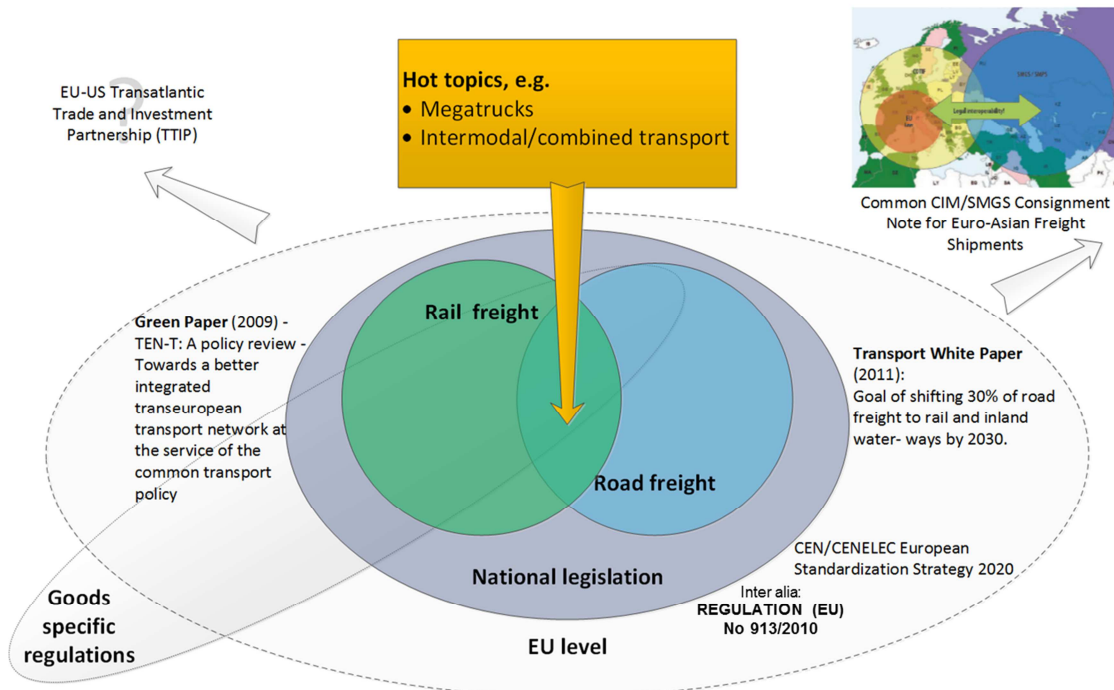 EU-US Transatlantic
Trade and Investment
Partnership (TTIP)
?
Hot topics, e.g.
• Megatrucks
• Intermodal/combined transport
Legal interoperability!
EU
Common CIM/SMGS Consignment
Note for Euro-Asian Freight
Shipments
Rail freight
Road freight
Green Paper (2009) -
TEN-T: A policy review -
Towards a better
integrated
transeuropean
transport network at
the service of the
common transport
policy
Transport White Paper
(2011):
Goal of shifting 30% of road
freight to rail and inland
water- ways by 2030.
National legislation
CEN/CENELEC European
Standardization Strategy 2020
Inter alia:
REGULATION (EU)
No 913/2010
EU level
Goods
specific
regulations